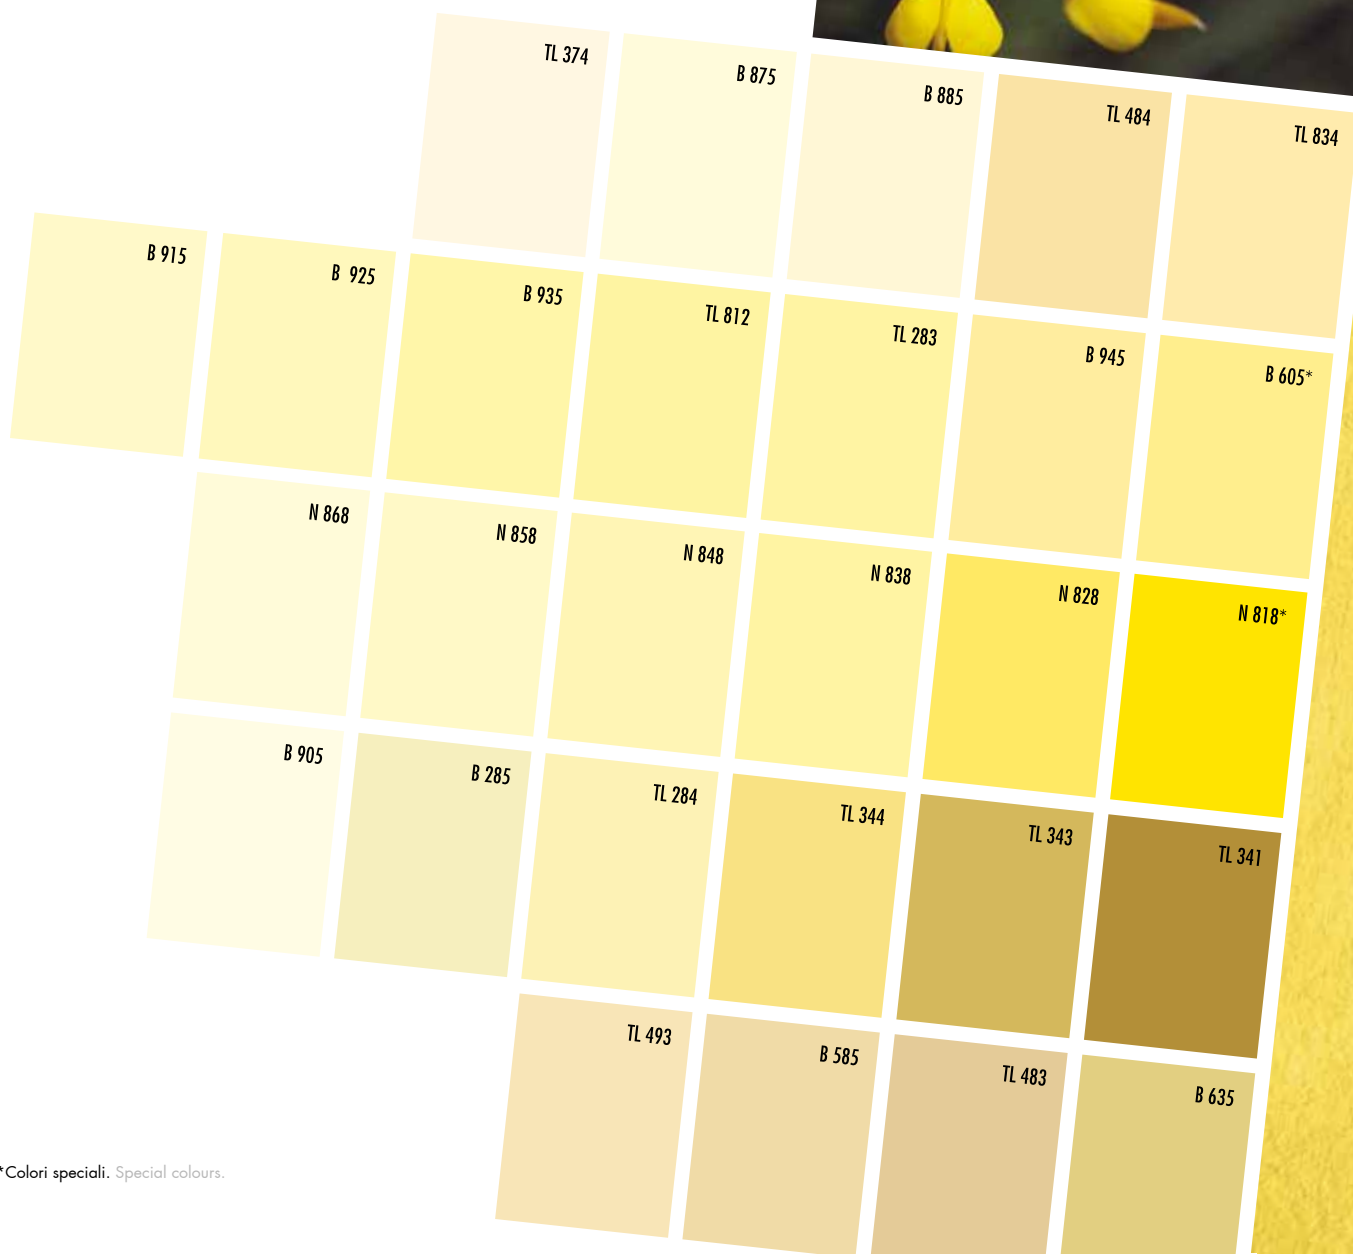 TL 374
B 875
B 885
TL 484
TL 834
B 915
B 925
B 935
TL 812
TL 283
B 945
B 605*
N 868
N 858
N 848
N 838
N 828
N 818*
B 905
B 285
TL 284
TL 344
TL 343
TL 341
TL 493
B 585
TL 483
B 635
*Colori speciali. Special colours.